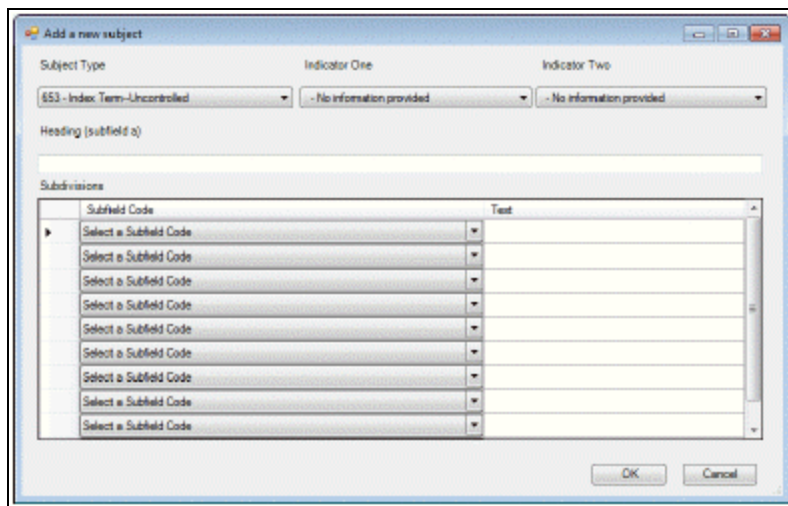 Add a new subject
Subject Type Indicator One Indicator Two
653 - Index Term--Uncontrolled - No information provided - No information provided
Heading (subfield a)
Subdivisions
Subfield Code Text
Select a Subfield Code
Select a Subfield Code
Select a Subfield Code
Select a Subfield Code
Select a Subfield Code
Select a Subfield Code
Select a Subfield Code
Select a Subfield Code
Select a Subfield Code
OK Cancel